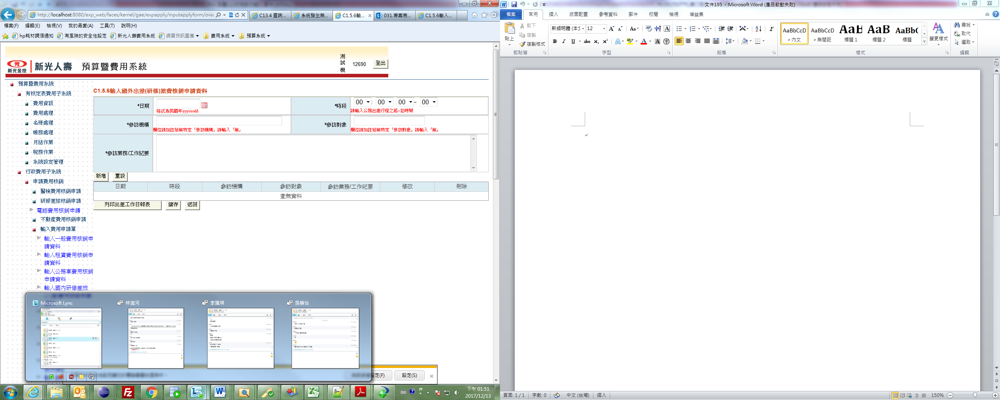 http://localhost:8080/exp_web/faces/kernel/gae/expapply/inputapplyform/ovsa
C13.4 查詢...
系統發生無...
C1.5.6輸...
031.專案表...
C1.5.6輸入...
檔案(F) 編輯(E) 檢視(V) 我的最愛(A) 工具(T) 說明(H)
hp耗材調漲通知 有風險的安全性設定 新光人壽費用系統 網頁快訊圖庫 費用系統 預算系統
新光金控 新光人壽 預算暨費用系統
測試機 12690 登出
預算暨費用系統
有核定表費用子系統
費用資訊
費用處理
名冊處理
帳務處理
月結作業
稅務作業
系統設定管理
行政費用子系統
申請費用核銷
醫檢費用核銷申請
研修差旅核銷申請
電話費用核銷申請
不動產費用核銷申請
輸入費用申請單
輸入一般費用核銷申
請資料
輸入租賃費用核銷申
請資料
輸入公務車費用核銷
申請資料
輸入國內研修差旅
C1.5.6輸入國外出差(研修)旅費核銷申請資料
*日期
格式為民國年yyymmdd
*時段 00 : 00 00 ~ 00
請輸入公務出差行程之起~訖時間
*參訪機構
欄位請加註若無特定「參訪機構」請輸入「無」
*參訪對象
欄位請加註若無特定「參訪對象」請輸入「無」
*參訪業務/工作紀要
新增 重設
日期 時段 參訪機構 參訪對象 參訪業務/工作紀要 修改 刪除
查無資料
列印出差工作日報表 儲存 返回
Microsoft Lync 林清河 李珮琪 吳靜怡
設定(F) 設定(S)
下午 01:51
2017/12/13
文件195 - Microsoft Word (產品啟動失敗)
檔案 常用 插入 版面配置 參考資料 郵件 校閱 檢視 增益集
貼上
剪下
複製
複製格式
剪貼簿
新細明體 (本文 12
字型
段落
AaBbCcD 內文
AaBbCcD 無間距
AaBb 標題 1
AaB 標題 2
AaBbC 標題
變更樣式
樣式
尋找
取代
選取
編輯
頁面: 1 / 1 字數: 0 中文 (台灣) 插入
150%